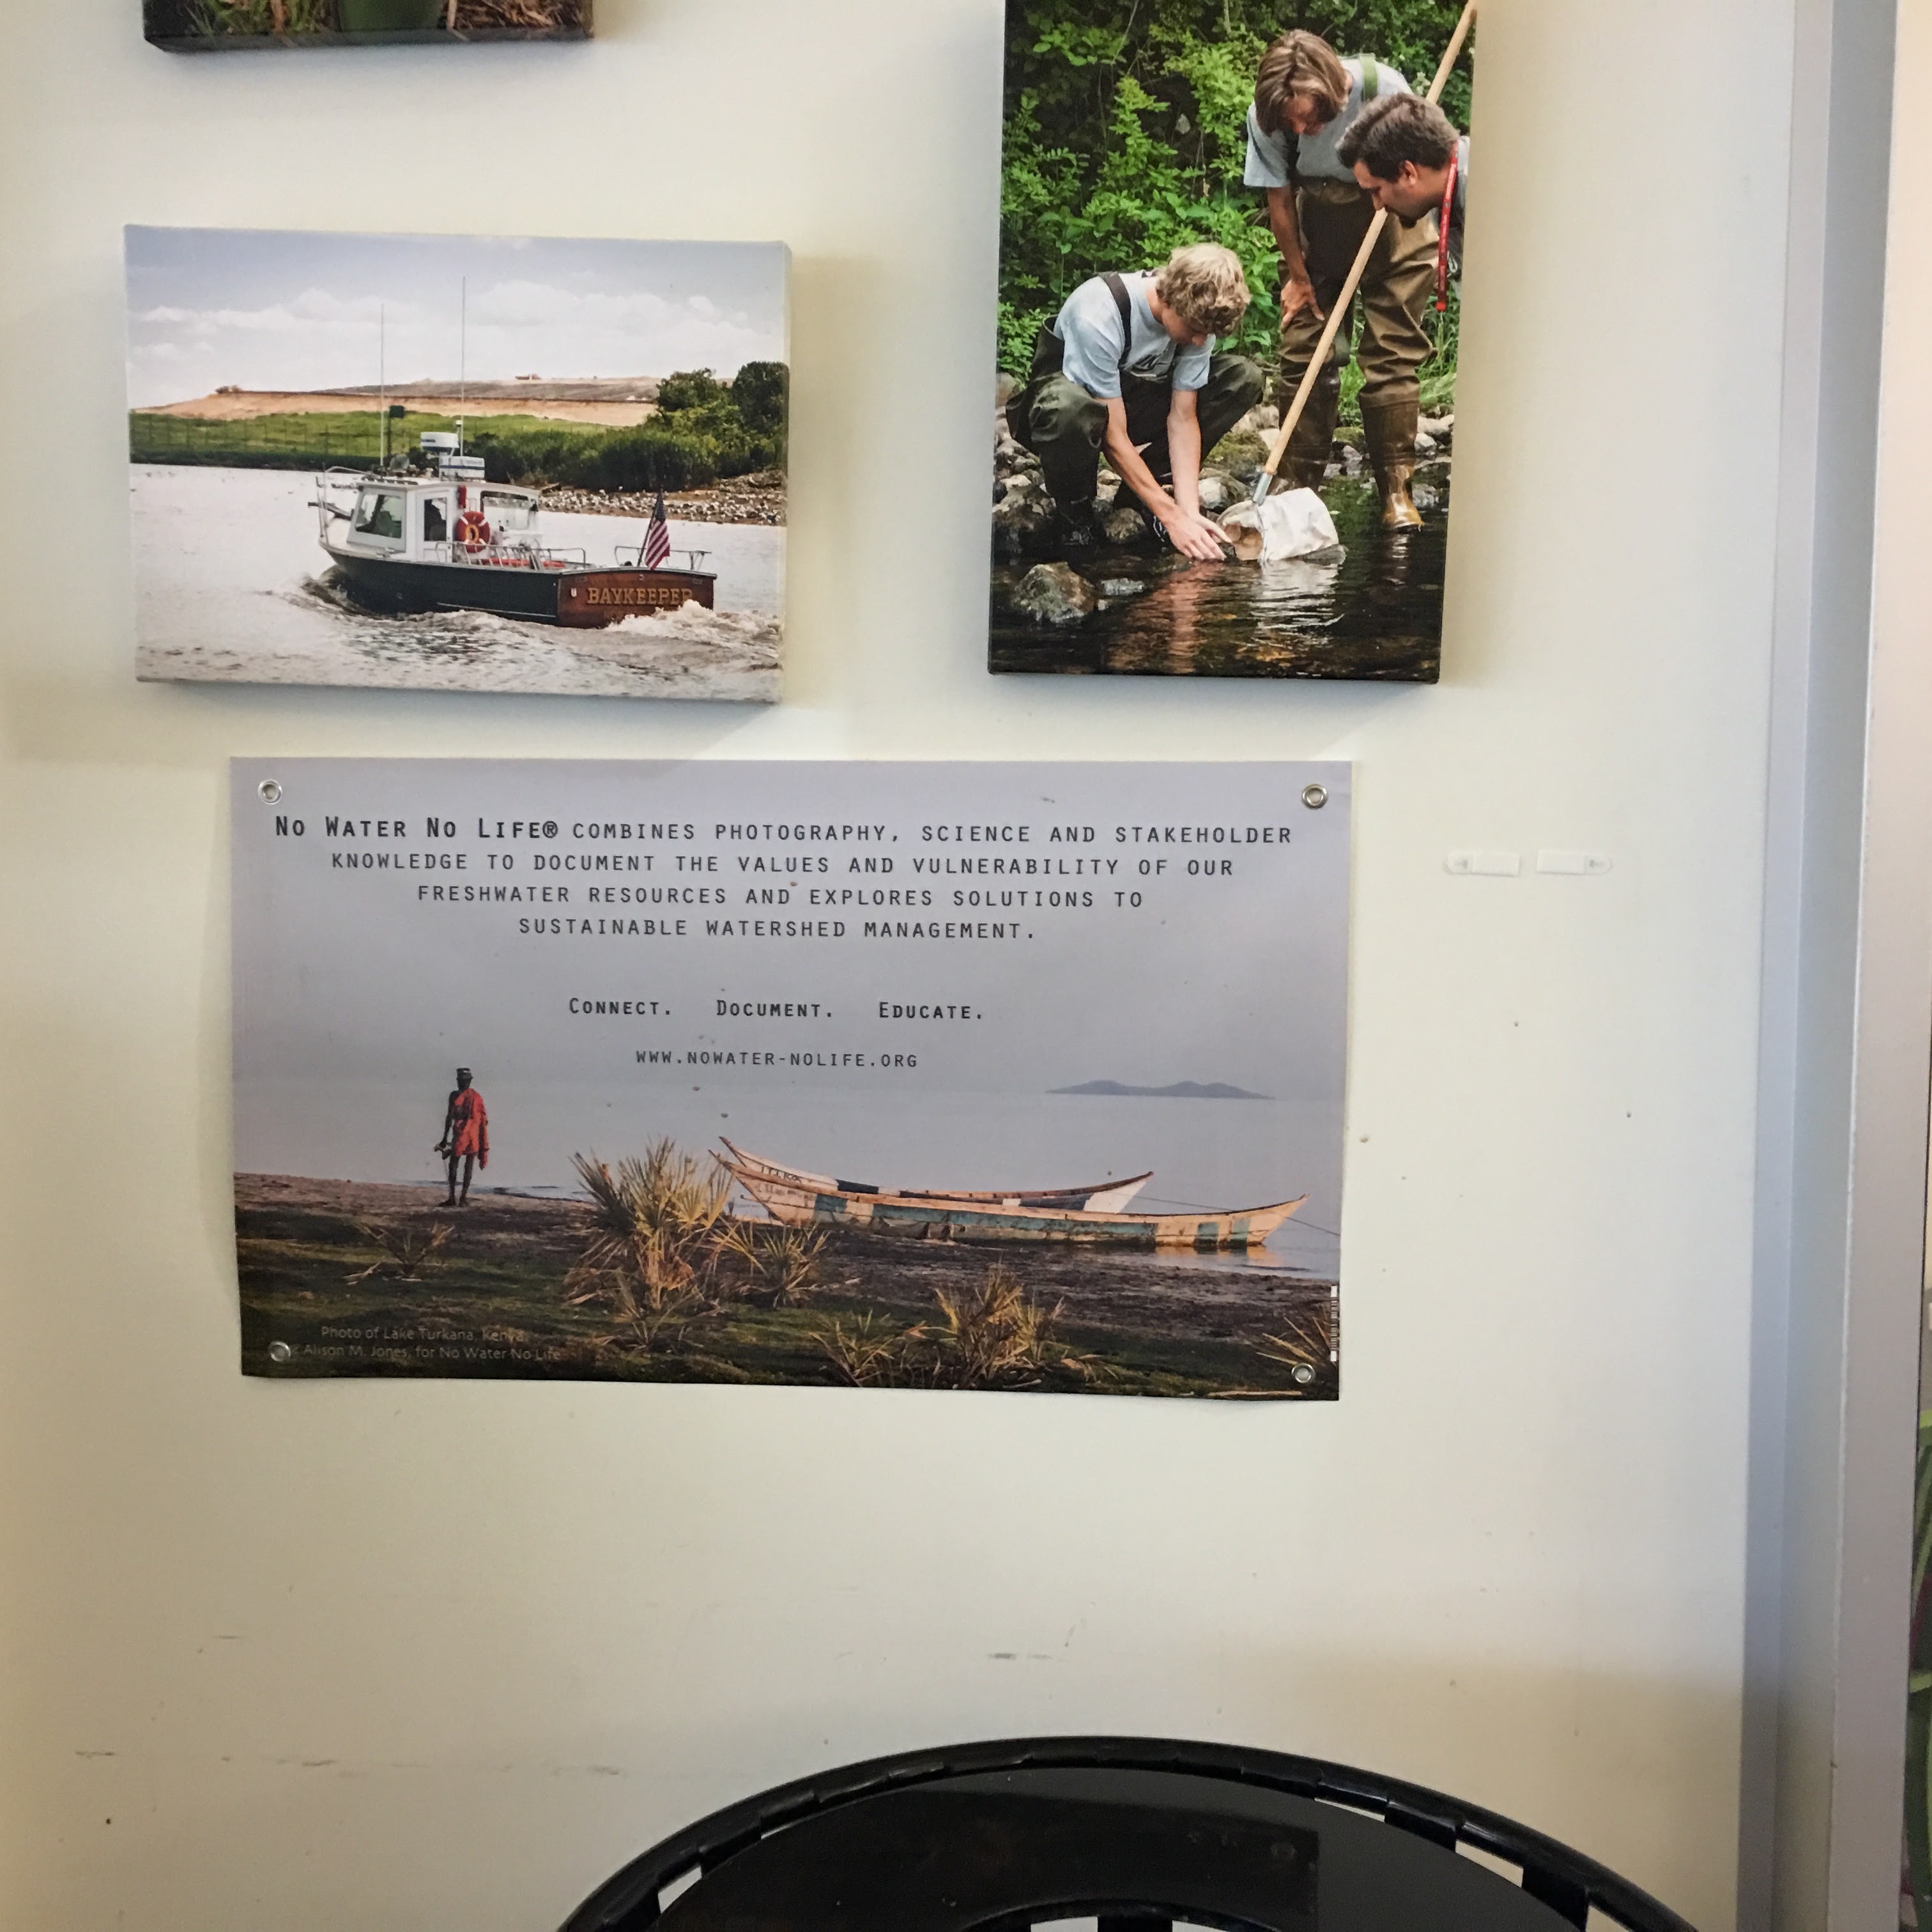 BAYKEEPER
NO WATER NO LIFE® COMBINES PHOTOGRAPHY, SCIENCE AND STAKEHOLDER
KNOWLEDGE TO DOCUMENT THE VALUES AND VULNERABILITY OF OUR
FRESHWATER RESOURCES AND EXPLORES SOLUTIONS TO
SUSTAINABLE WATERSHED MANAGEMENT.
CONNECT. DOCUMENT. EDUCATE.
WWW.NOWATER-NOLIFE.ORG
Photo of Lake Turkana, Kenya
Alison M. Jones, for No Water No Life